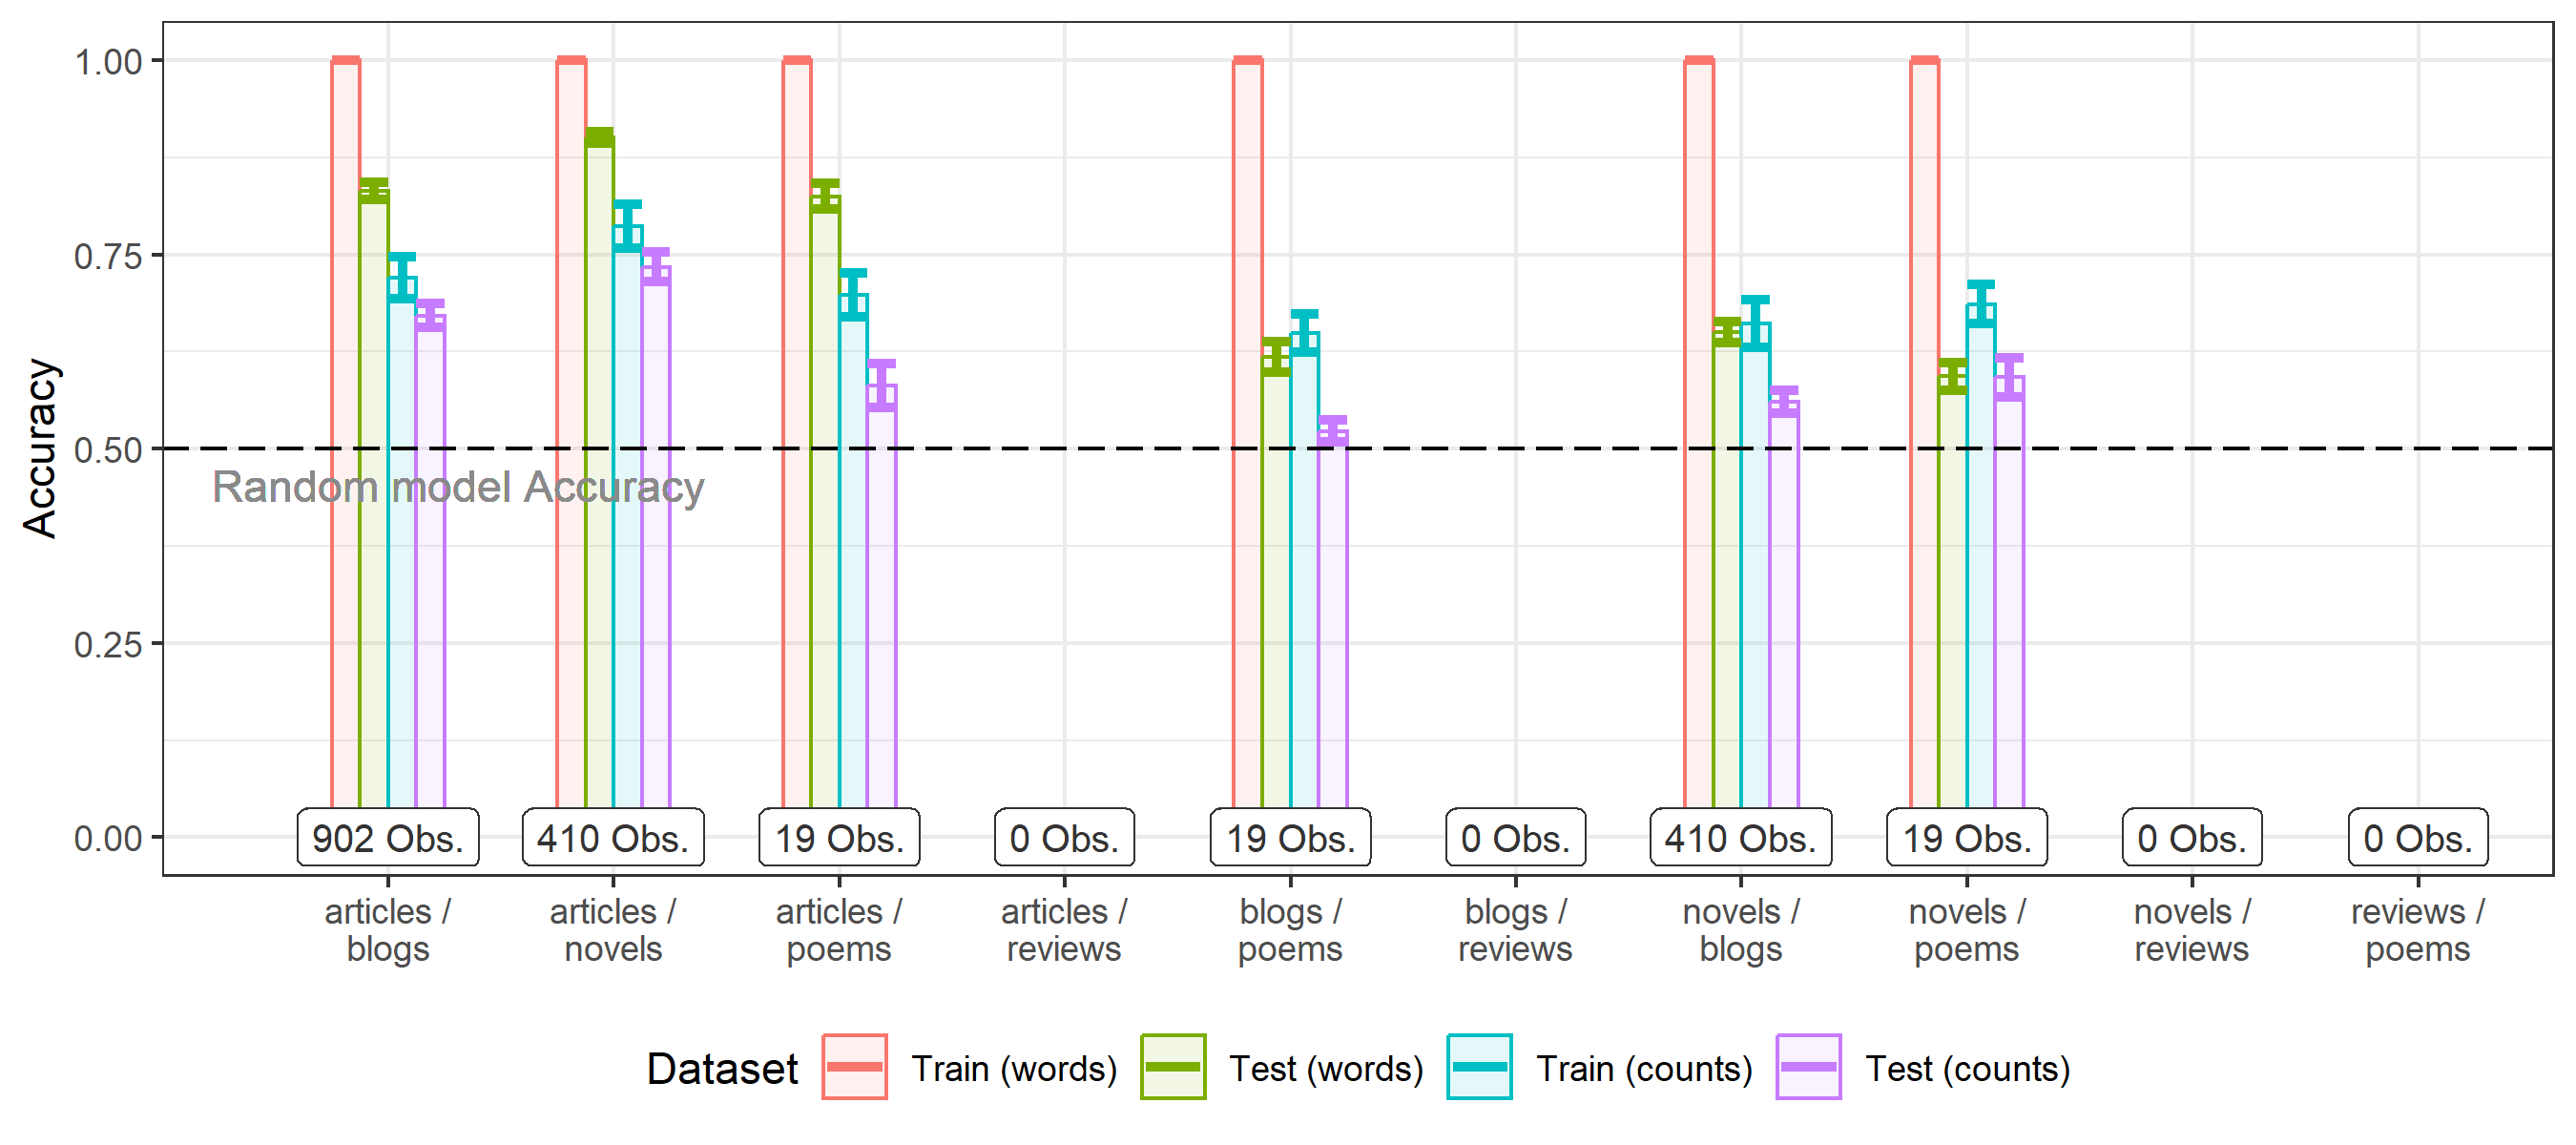 Accuracy
1.00
0.75
0.50
0.25
0.00
Random model Accuracy
902 Obs.
410 Obs.
19 Obs.
0 Obs.
19 Obs.
0 Obs.
410 Obs.
19 Obs.
0 Obs.
0 Obs.
articles /
blogs
articles /
novels
articles /
poems
articles /
reviews
blogs /
poems
blogs /
reviews
novels /
blogs
novels /
poems
novels /
reviews
reviews /
poems
Dataset
Train (words)
Test (words)
Train (counts)
Test (counts)